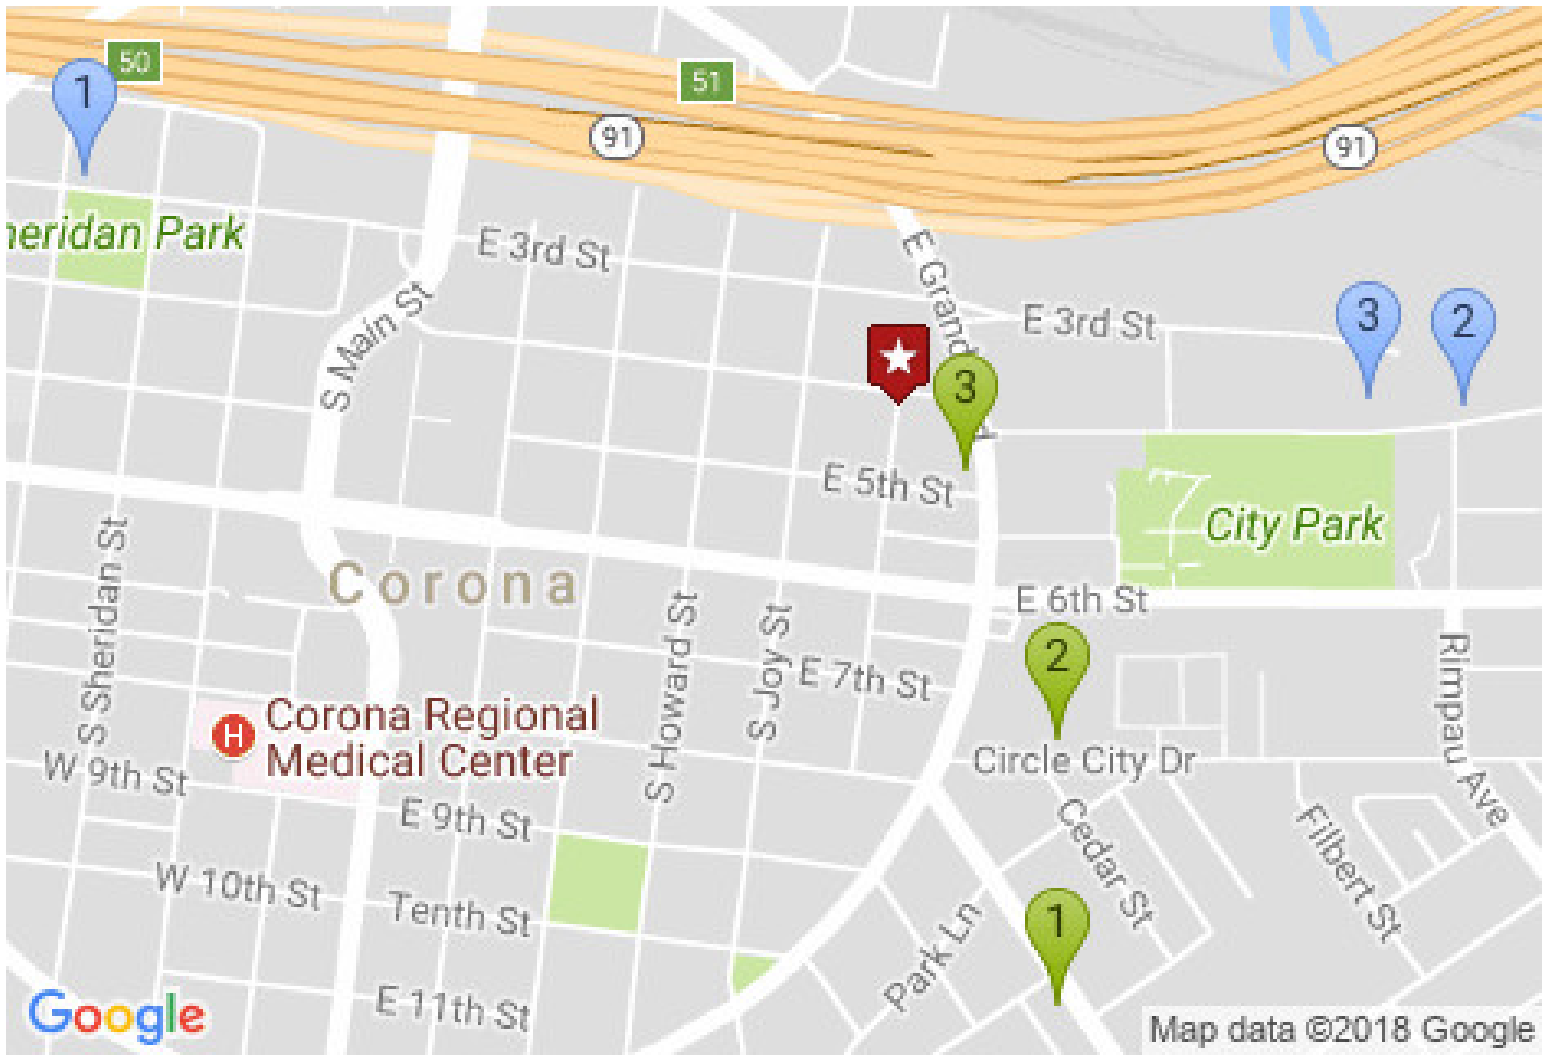 50
1
51
91
91
heridan Park
E 3rd St
E Grand
S Main St
E 3rd St
3
2
3
E 5th St
City Park
S Sheridan St
Corona
E 6th St
S Howard St
S Joy St
2
E 7th St
Rimpau Ave
H
Corona Regional
Medical Center
W 9th St
Circle City Dr
E 9th St
Cedar St
Filbert St
W 10th St
Tenth St
1
Park Ln
E 11th St
Google
Map data ©2018 Google